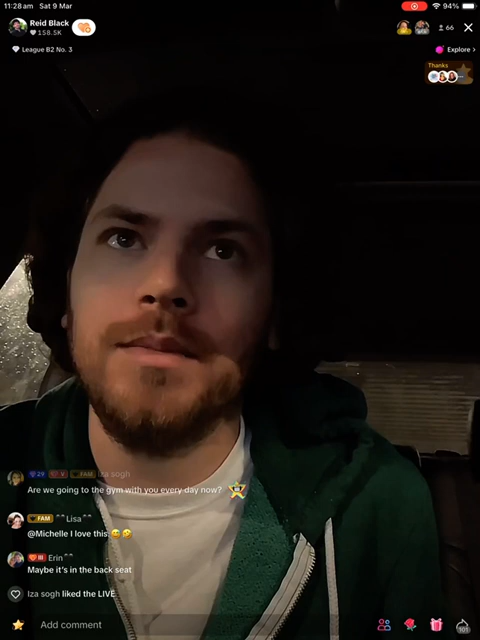 11:28am Sat 9 Mar
94%
Reid Black
158.5K
66
League B2 No. 3
Explore
Thanks
29 V FAM Iza sogh
Are we going to the gym with you every day now?
FAM ^^Lisa^^
@Michelle I love this
III Erin^^
Maybe it's in the back seat
Iza sogh liked the LIVE
Add comment
101